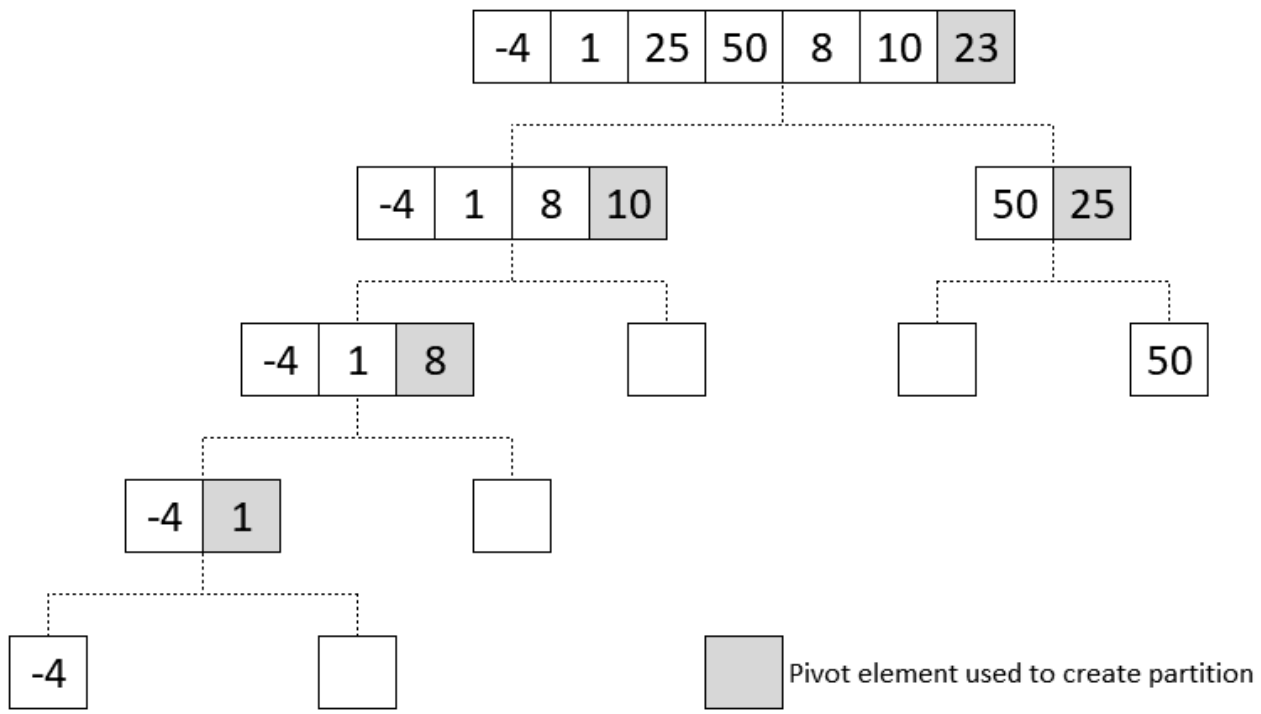 -4 1 25 50 8 10 23
-4 1 8 10 50 25
-4 1 8 50
-4 1
-4 Pivot element used to create partition